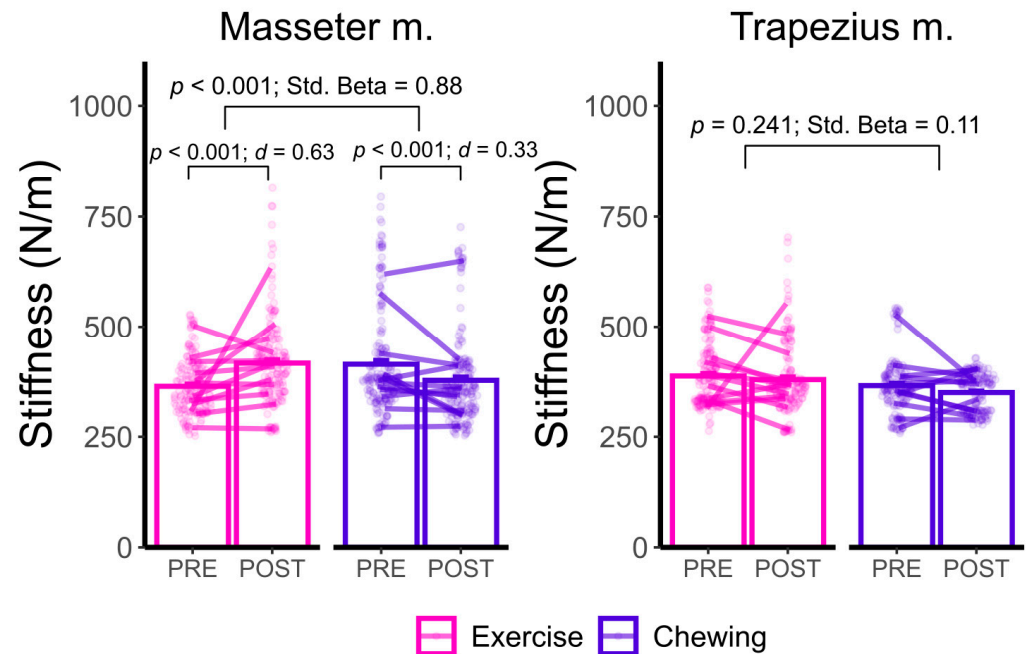 Masseter m.
Trapezius m.
Stiffness (N/m)
1000
750
500
250
0
p < 0.001; Std. Beta = 0.88
p < 0.001; d = 0.63
p < 0.001; d = 0.33
PRE POST
PRE POST
Stiffness (N/m)
1000
750
500
250
0
p = 0.241; Std. Beta = 0.11
PRE POST
PRE POST
Exercise Chewing